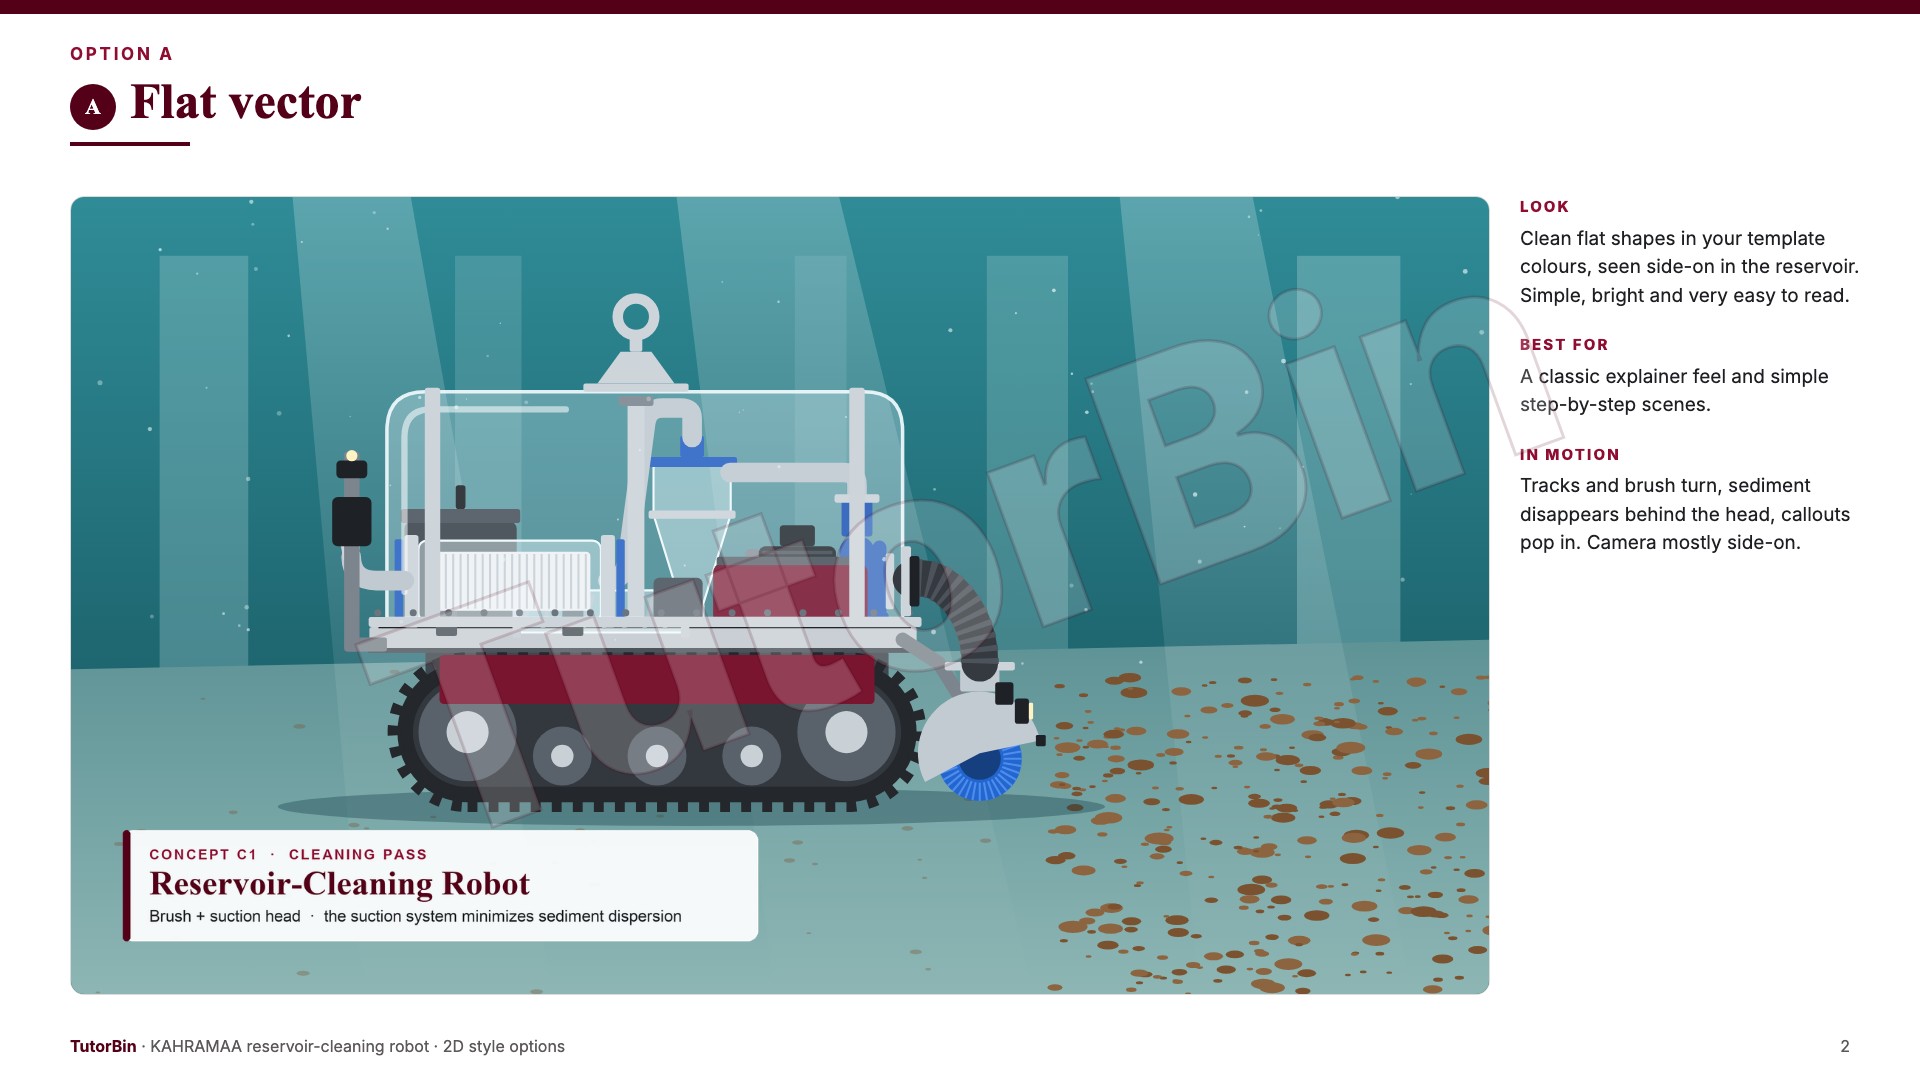 OPTION A
A Flat vector
LOOK
Clean flat shapes in your template
colours, seen side-on in the reservoir.
Simple, bright and very easy to read.
BEST FOR
A classic explainer feel and simple
step-by-step scenes.
IN MOTION
Tracks and brush turn, sediment
disappears behind the head, callouts
pop in. Camera mostly side-on.
TutorBin
CONCEPT C1 · CLEANING PASS
Reservoir-Cleaning Robot
Brush + suction head · the suction system minimizes sediment dispersion
TutorBin · KAHRAMAA reservoir-cleaning robot · 2D style options
2